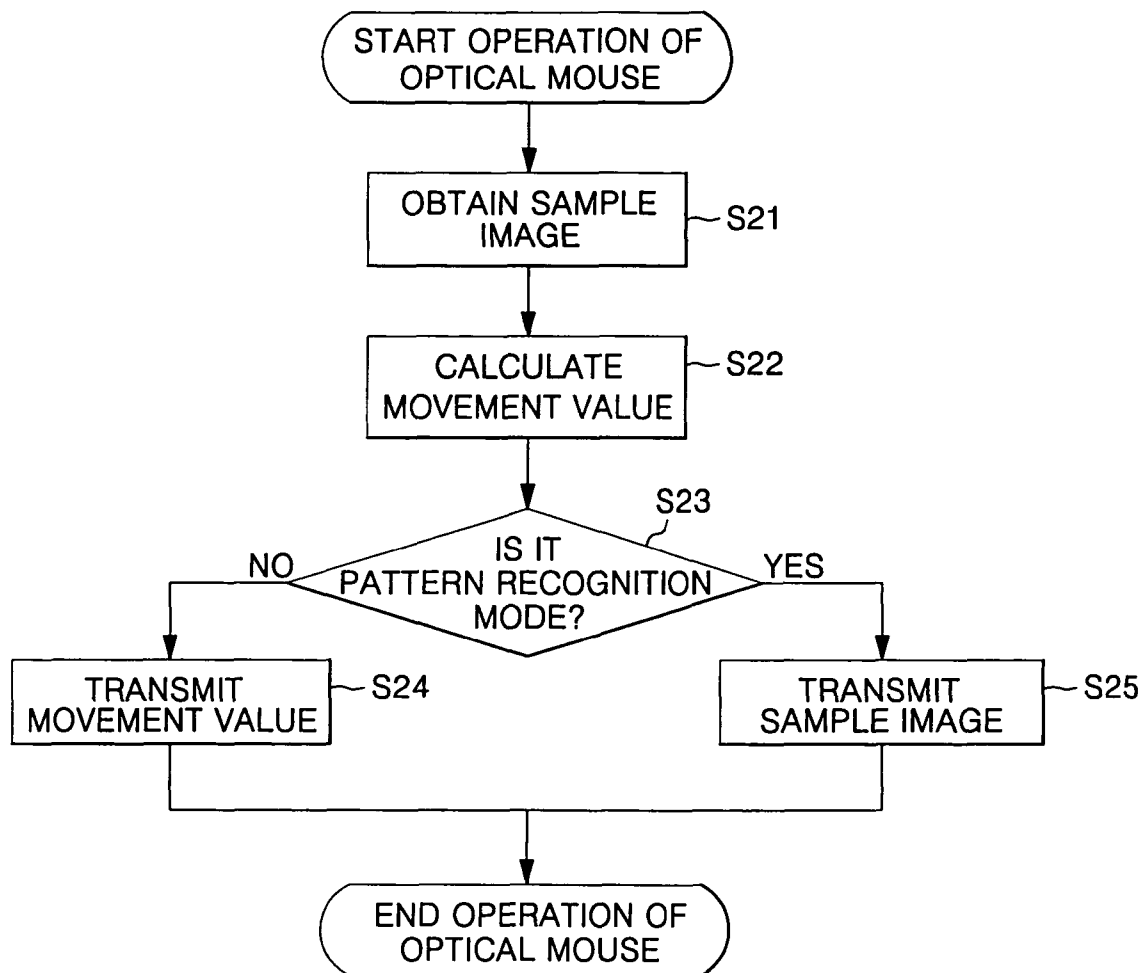 START OPERATION OF
OPTICAL MOUSE
OBTAIN SAMPLE
IMAGE
S21
CALCULATE
MOVEMENT VALUE
S22
S23
IS IT
PATTERN RECOGNITION
MODE?
NO
YES
TRANSMIT
MOVEMENT VALUE
S24
TRANSMIT
SAMPLE IMAGE
S25
END OPERATION OF
OPTICAL MOUSE